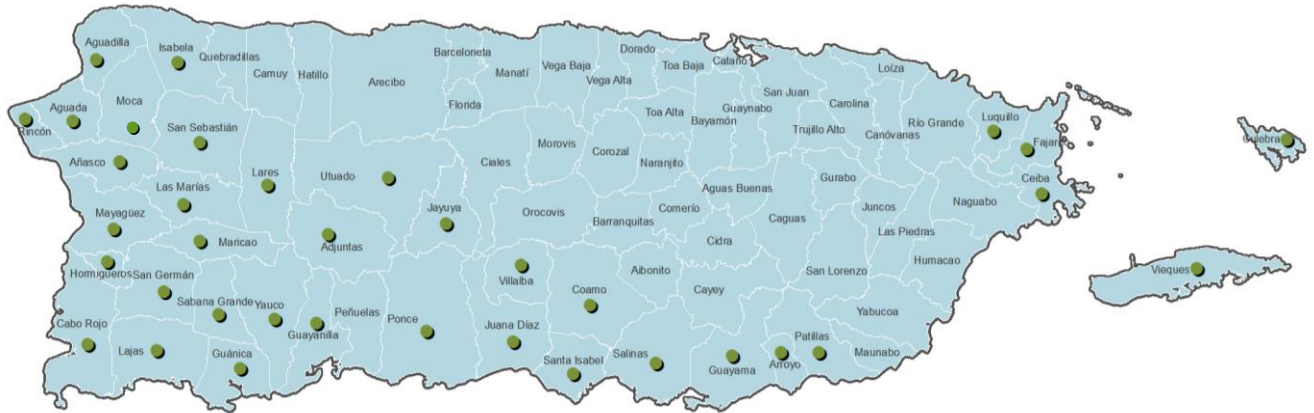 Aguadilla
Isabela
Quebradillas
Camuy
Hatillo
Arecibo
Barceloneta
Manatí
Vega Baja
Vega Alta
Dorado
Toa Baja
Cataño
San Juan
Loíza
Moca
Aguada
Rincón
San Sebastián
Florida
Toa Alta
Bayamón
Guaynabo
Trujillo Alto
Carolina
Canóvanas
Río Grande
Luquillo
Fajardo
Culebra
Añasco
Lares
Utuado
Ciales
Morovis
Corozal
Naranjito
Las Marías
Mayagüez
Jayuya
Orocovis
Barranquitas
Comerío
Aguas Buenas
Caguas
Gurabo
Juncos
Naguabo
Ceiba
Maricao
Adjuntas
Cidra
Las Piedras
Humacao
Hormigueros
San Germán
Villalba
Aibonito
San Lorenzo
Vieques
Sabana Grande
Yauco
Guayanilla
Peñuelas
Ponce
Coamo
Cayey
Yabucoa
Cabo Rojo
Lajas
Guánica
Juana Díaz
Santa Isabel
Salinas
Guayama
Arroyo
Patillas
Maunabo